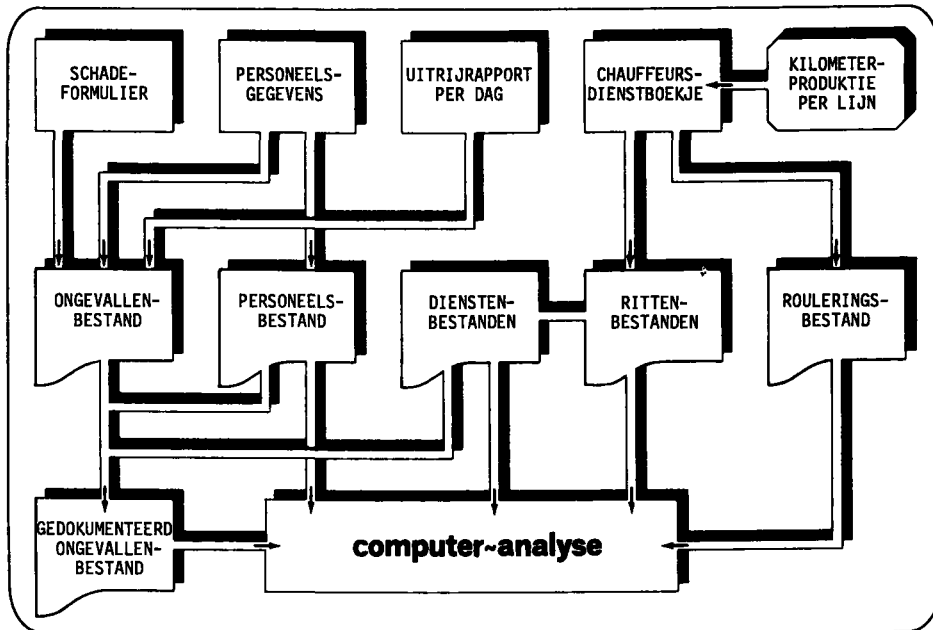 SCHADE-
FORMULIER
PERSONEELS-
GEGEVENS
UITRIJRAPPORT
PER DAG
CHAUFFEURS-
DIENSTBOEKJE
KILOMETER-
PRODUKTIE
PER LIJN
ONGEVALLEN-
BESTAND
PERSONEELS-
BESTAND
DIENSTEN-
BESTANDEN
RITTEN-
BESTANDEN
ROULERINGS-
BESTAND
GEDOKUMENTEERD
ONGEVALLEN-
BESTAND
computer~analyse